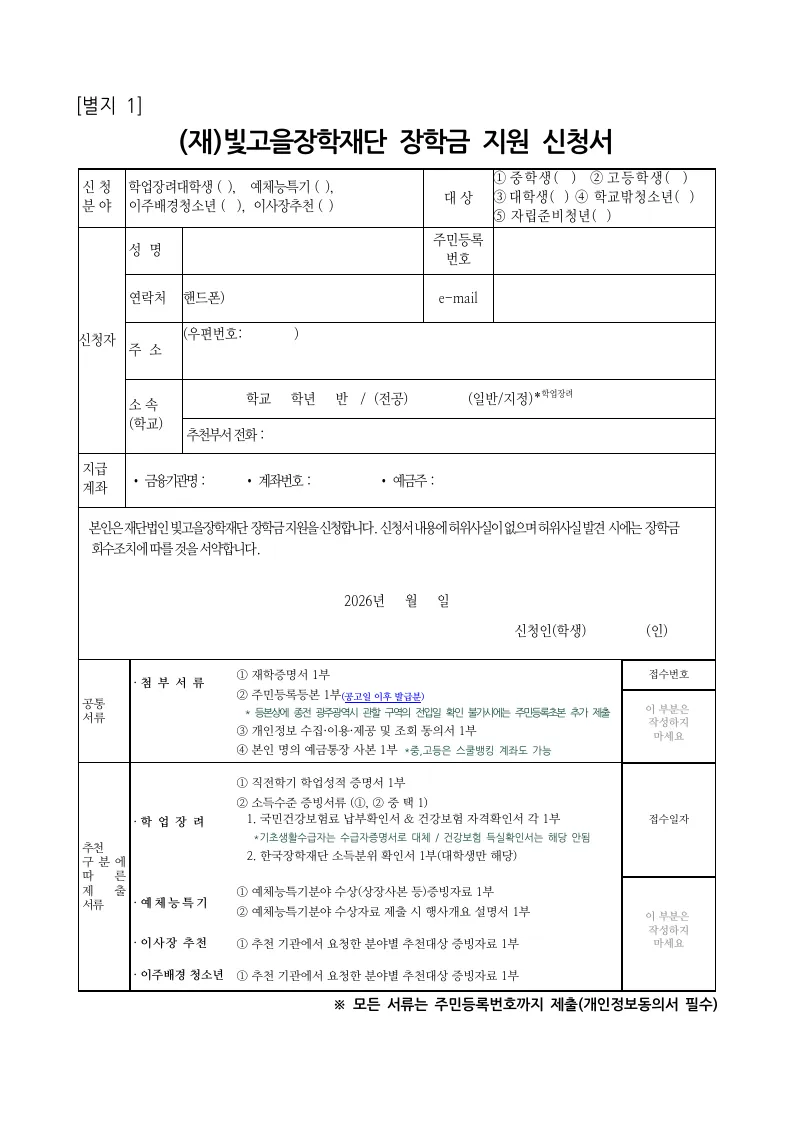 [별지 1]
(재)빛고을장학재단 장학금 지원 신청서
신 청
분 야
학업장려대학생 ( ), 예체능특기 ( ),
이주배경청소년 ( ), 이사장추천 ( )
대 상
① 중학생( ) ② 고등학생( )
③ 대학생( ) ④ 학교밖청소년( )
⑤ 자립준비청년( )
신청자
성 명
주민등록
번호
연락처
핸드폰)
e-mail
주 소
(우편번호: )
소 속
(학교)
학교 학년 반 / (전공) (일반/지정)*학업장려
추천부서 전화 :
지급
계좌
• 금융기관명 : • 계좌번호 : • 예금주 :
본인은 재단법인 빛고을장학재단 장학금 지원을 신청합니다. 신청서 내용에 허위사실이 없으며 허위사실 발견 시에는 장학금
회수조치에 따를 것을 서약합니다.
2026년 월 일
신청인(학생) (인)
공통
서류
· 첨 부 서 류
① 재학증명서 1부
② 주민등록등본 1부(공고일 이후 발급분)
* 등본상에 종전 광주광역시 관할 구역의 전입일 확인 불가시에는 주민등록초본 추가 제출
③ 개인정보 수집·이용·제공 및 조회 동의서 1부
④ 본인 명의 예금통장 사본 1부 *중,고등은 스쿨뱅킹 계좌도 가능
접수번호
이 부분은
작성하지
마세요
추천
구 분 에
따 른
제 출
서류
· 학 업 장 려
① 직전학기 학업성적 증명서 1부
② 소득수준 증빙서류 (①, ② 중 택 1)
1. 국민건강보험료 납부확인서 & 건강보험 자격확인서 각 1부
*기초생활수급자는 수급자증명서로 대체 / 건강보험 득실확인서는 해당 안됨
2. 한국장학재단 소득분위 확인서 1부(대학생만 해당)
접수일자
· 예체능특기
① 예체능특기분야 수상(상장사본 등)증빙자료 1부
② 예체능특기분야 수상자료 제출 시 행사개요 설명서 1부
· 이사장 추천
① 추천 기관에서 요청한 분야별 추천대상 증빙자료 1부
· 이주배경 청소년
① 추천 기관에서 요청한 분야별 추천대상 증빙자료 1부
이 부분은
작성하지
마세요
※ 모든 서류는 주민등록번호까지 제출(개인정보동의서 필수)